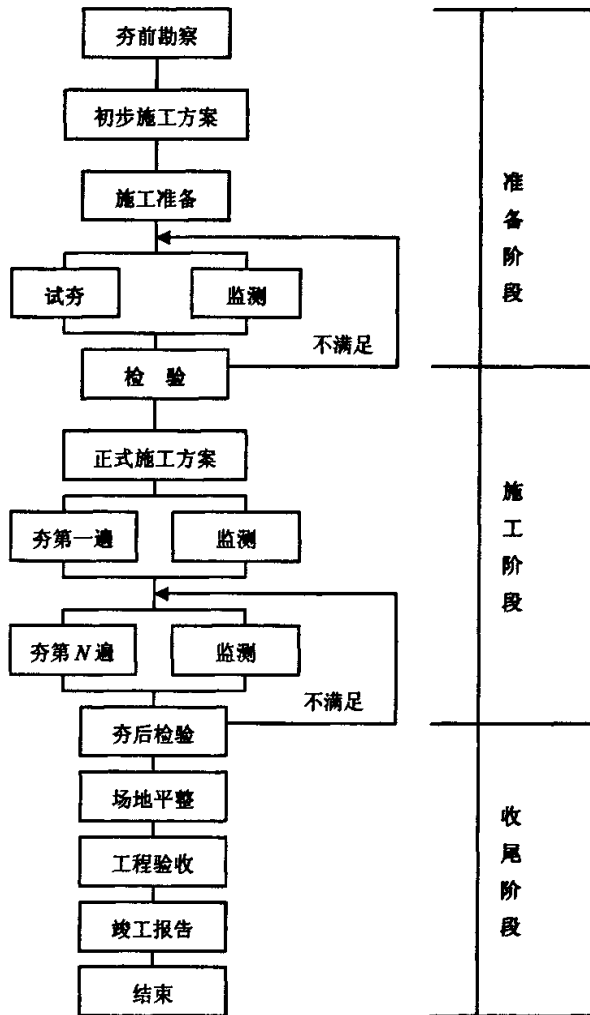 夯前勘察
初步施工方案
施工准备
试夯
监测
不满足
检 验
准备阶段
正式施工方案
夯第一遍
监测
夯第N遍
监测
不满足
夯后检验
施工阶段
场地平整
工程验收
竣工报告
结束
收尾阶段